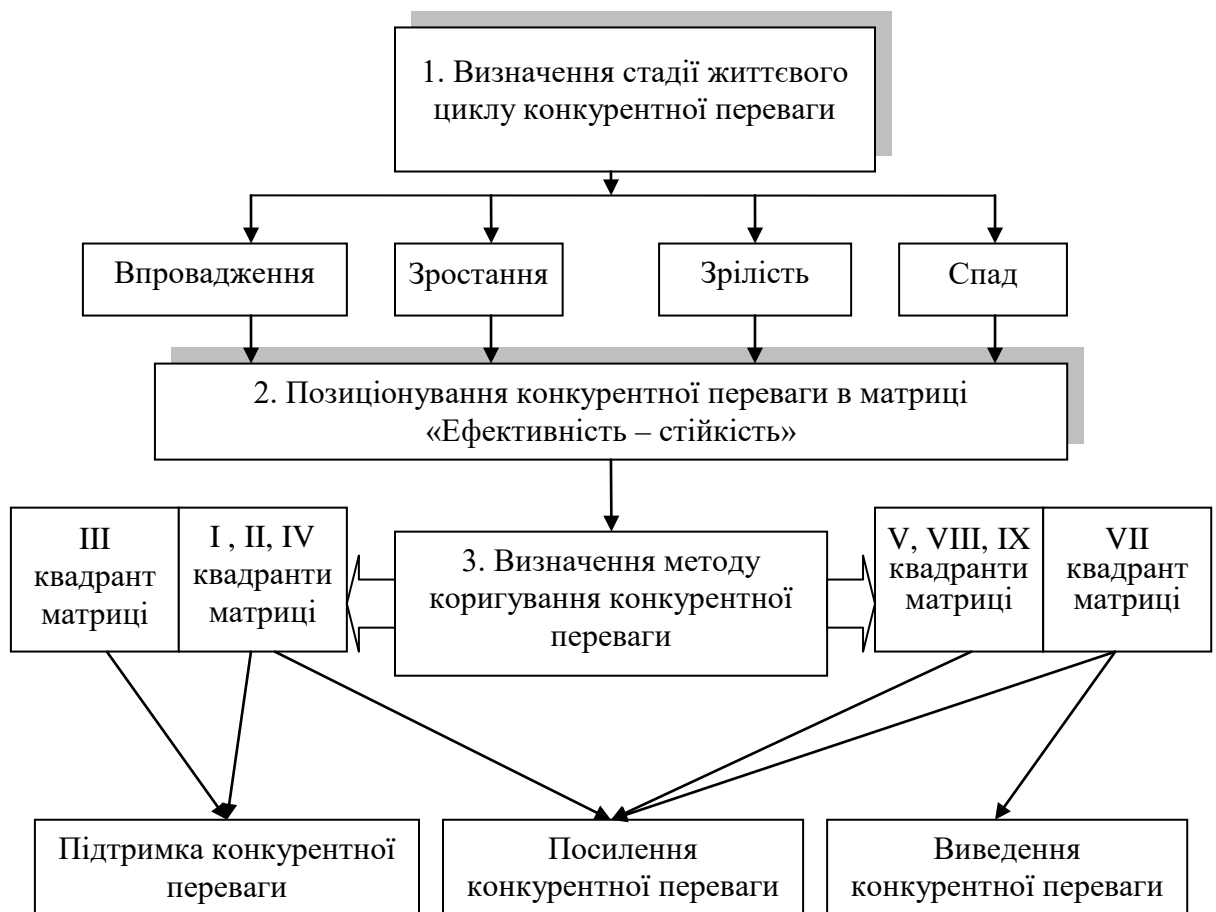 1. Визначення стадії життєвого
циклу конкурентної переваги
Впровадження
Зростання
Зрілість
Спад
2. Позиціонування конкурентної переваги в матриці
«Ефективність – стійкість»
III
квадрант
матриці
I , II, IV
квадранти
матриці
3. Визначення методу
коригування конкурентної
переваги
V, VIII, IX
квадранти
матриці
VII
квадрант
матриці
Підтримка конкурентної
переваги
Посилення
конкурентної переваги
Виведення
конкурентної переваги